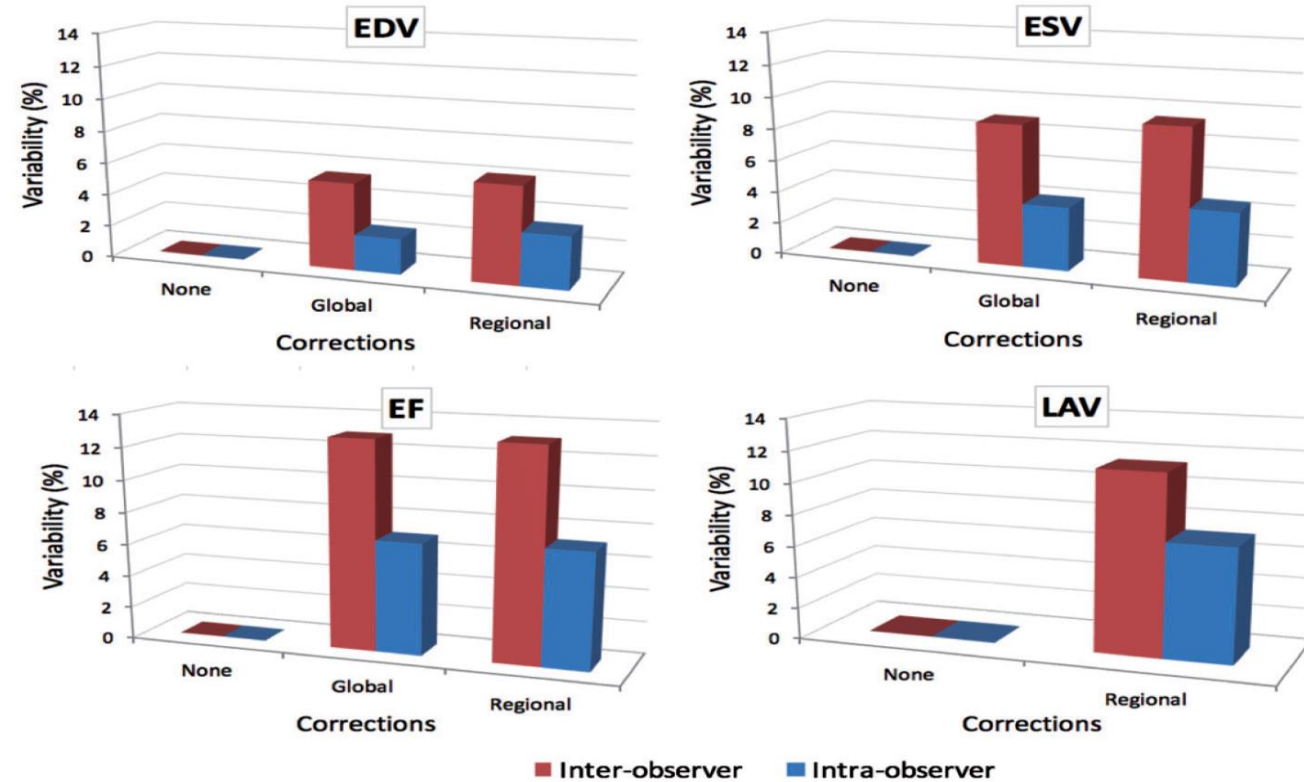 EDV
Variability (%)
14
12
10
8
6
4
2
0
None
Global
Regional
Corrections
ESV
Variability (%)
14
12
10
8
6
4
2
0
None
Global
Regional
Corrections
EF
Variability (%)
14
12
10
8
6
4
2
0
None
Global
Regional
Corrections
LAV
Variability (%)
14
12
10
8
6
4
2
0
None
Regional
Corrections
Inter-observer Intra-observer